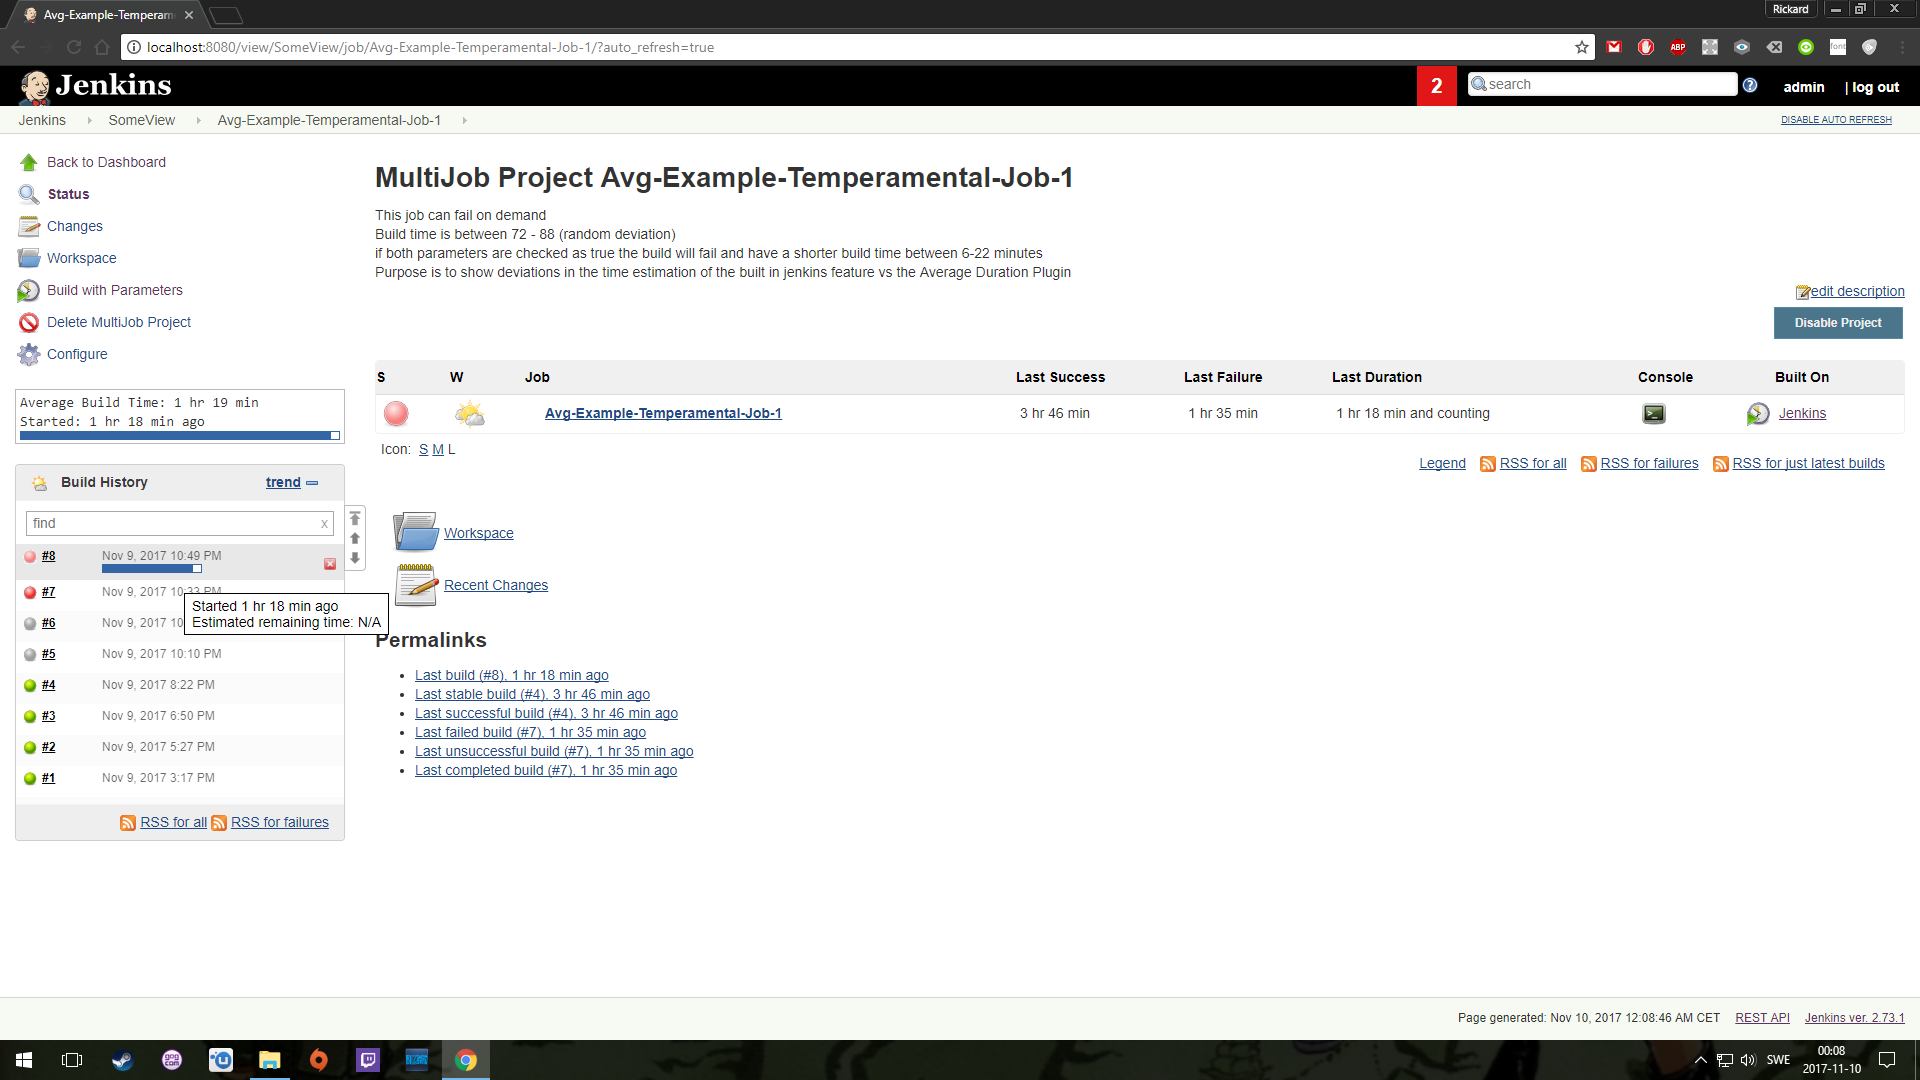 Avg-Example-Temperam
Rickard
localhost:8080/view/SomeView/job/Avg-Example-Temperamental-Job-1/?auto_refresh=true
ABP
font
Jenkins
2
search
admin
| log out
Jenkins
SomeView
Avg-Example-Temperamental-Job-1
DISABLE AUTO REFRESH
Back to Dashboard
Status
Changes
Workspace
Build with Parameters
Delete MultiJob Project
Configure
Average Build Time: 1 hr 19 min
Started: 1 hr 18 min ago
Build History
trend
find
x
#8 Nov 9, 2017 10:49 PM
#7 Nov 9, 2017 10:33 PM
#6 Nov 9, 2017 10
#5 Nov 9, 2017 10:10 PM
#4 Nov 9, 2017 8:22 PM
#3 Nov 9, 2017 6:50 PM
#2 Nov 9, 2017 5:27 PM
#1 Nov 9, 2017 3:17 PM
RSS for all RSS for failures
Started 1 hr 18 min ago
Estimated remaining time: N/A
MultiJob Project Avg-Example-Temperamental-Job-1
This job can fail on demand
Build time is between 72 - 88 (random deviation)
if both parameters are checked as true the build will fail and have a shorter build time between 6-22 minutes
Purpose is to show deviations in the time estimation of the built in jenkins feature vs the Average Duration Plugin
edit description
Disable Project
S W Job Last Success Last Failure Last Duration Console Built On
Avg-Example-Temperamental-Job-1 3 hr 46 min 1 hr 35 min 1 hr 18 min and counting Jenkins
Icon: S M L
Legend RSS for all RSS for failures RSS for just latest builds
Workspace
Recent Changes
Permalinks
Last build (#8), 1 hr 18 min ago
Last stable build (#4), 3 hr 46 min ago
Last successful build (#4), 3 hr 46 min ago
Last failed build (#7), 1 hr 35 min ago
Last unsuccessful build (#7), 1 hr 35 min ago
Last completed build (#7), 1 hr 35 min ago
Page generated: Nov 10, 2017 12:08:46 AM CET REST API Jenkins ver. 2.73.1
gog
com
SWE
00:08
2017-11-10